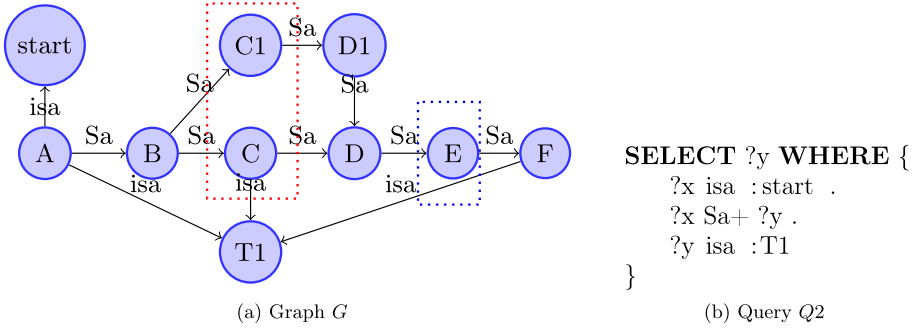 Sa
start
C1
D1
Sa
Sa
isa
Sa
Sa
Sa
Sa
Sa
A
B
C
D
E
F
isa
isa
isa
T1
(a) Graph G
SELECT ?y WHERE {
?x isa :start .
?x Sa+ ?y .
?y isa :T1
}
(b) Query Q2